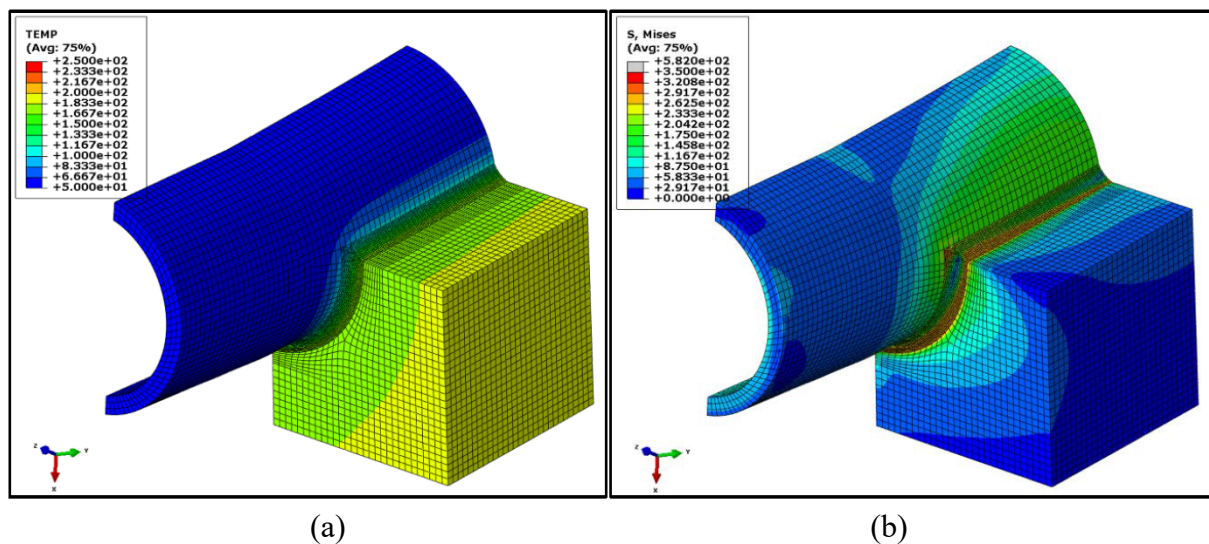 TEMP
(Avg: 75%)
+2.500e+02
+2.333e+02
+2.167e+02
+2.000e+02
+1.833e+02
+1.667e+02
+1.500e+02
+1.333e+02
+1.167e+02
+1.000e+02
+8.333e+01
+6.667e+01
+5.000e+01
Z
Y
X
S, Mises
(Avg: 75%)
+5.820e+02
+3.500e+02
+3.208e+02
+2.917e+02
+2.625e+02
+2.333e+02
+2.042e+02
+1.750e+02
+1.458e+02
+1.167e+02
+8.750e+01
+5.833e+01
+2.917e+01
+0.000e+00
Z
Y
X
(a)
(b)